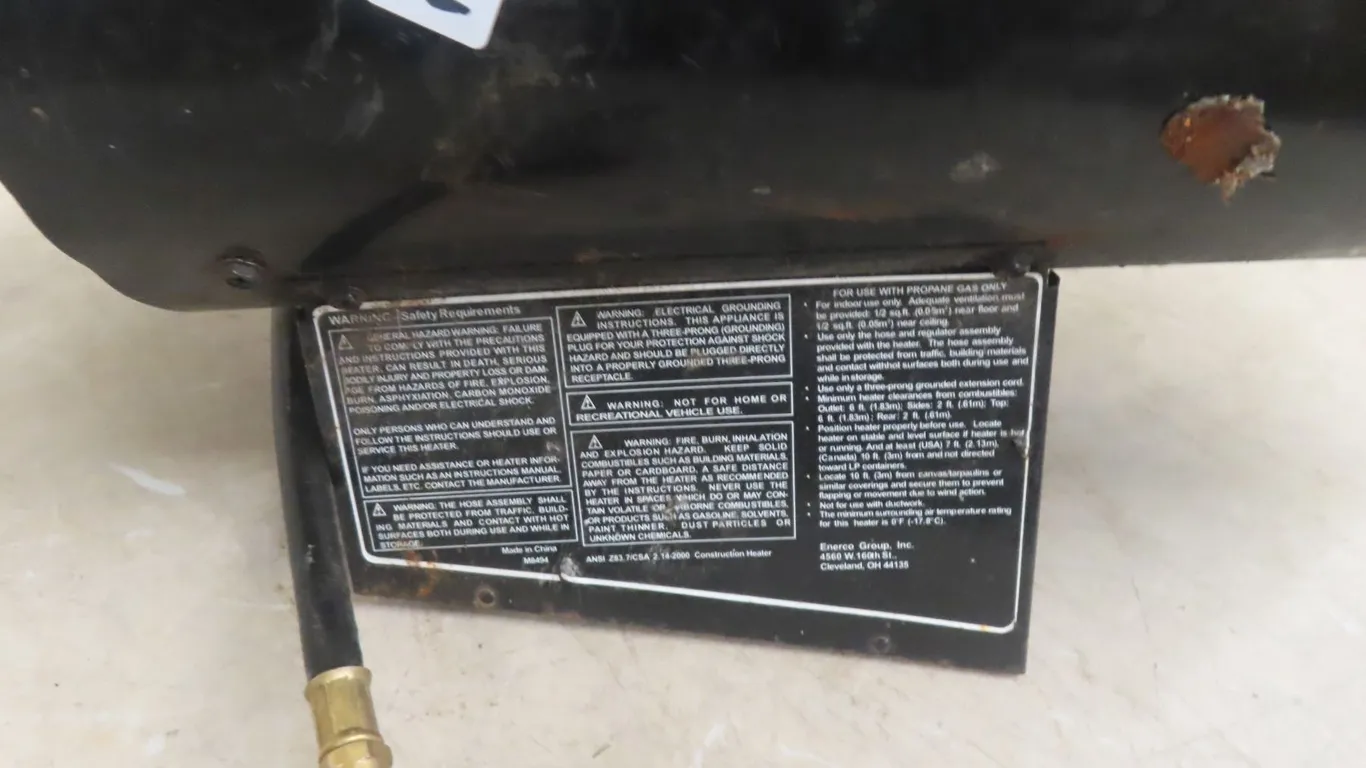 WARNING: Safety Requirements
GENERAL HAZARD WARNING: FAILURE
TO COMPLY WITH THE PRECAUTIONS
AND INSTRUCTIONS PROVIDED WITH THIS
HEATER, CAN RESULT IN DEATH, SERIOUS
BODILY INJURY AND PROPERTY LOSS OR DAM-
AGE FROM HAZARDS OF FIRE, EXPLOSION,
BURN, ASPHYXIATION, CARBON MONOXIDE
POISONING AND/OR ELECTRICAL SHOCK.
ONLY PERSONS WHO CAN UNDERSTAND AND
FOLLOW THE INSTRUCTIONS SHOULD USE OR
SERVICE THIS HEATER.
IF YOU NEED ASSISTANCE OR HEATER INFOR-
MATION SUCH AS AN INSTRUCTIONS MANUAL,
LABELS, ETC. CONTACT THE MANUFACTURER.
WARNING: THE HOSE ASSEMBLY SHALL
BE PROTECTED FROM TRAFFIC, BUILD-
ING MATERIALS AND CONTACT WITH HOT
SURFACES BOTH DURING USE AND WHILE IN
STORAGE.
Made in China
M8494
WARNING: ELECTRICAL GROUNDING
INSTRUCTIONS. THIS APPLIANCE IS
EQUIPPED WITH A THREE-PRONG (GROUNDING)
PLUG FOR YOUR PROTECTION AGAINST SHOCK
HAZARD AND SHOULD BE PLUGGED DIRECTLY
INTO A PROPERLY GROUNDED THREE-PRONG
RECEPTACLE.
WARNING: NOT FOR HOME OR
RECREATIONAL VEHICLE USE.
WARNING: FIRE, BURN, INHALATION
AND EXPLOSION HAZARD. KEEP SOLID
COMBUSTIBLES SUCH AS BUILDING MATERIALS,
PAPER OR CARDBOARD, A SAFE DISTANCE
AWAY FROM THE HEATER AS RECOMMENDED
BY THE INSTRUCTIONS. NEVER USE THE
HEATER IN SPACES WHICH DO OR MAY CON-
TAIN VOLATILE OR AIRBORNE COMBUSTIBLES,
OR PRODUCTS SUCH AS GASOLINE, SOLVENTS,
PAINT THINNER, DUST PARTICLES OR
UNKNOWN CHEMICALS.
ANSI Z83.7/CSA 2.14-2000 Construction Heater
FOR USE WITH PROPANE GAS ONLY
• For indoor use only. Adequate ventilation must
be provided: 1/2 sq.ft. (0.05m²) near floor and
1/2 sq.ft. (0.05m²) near ceiling.
• Use only the hose and regulator assembly
provided with the heater. The hose assembly
shall be protected from traffic, building materials
and contact withhot surfaces both during use and
while in storage.
• Use only a three-prong grounded extension cord.
• Minimum heater clearances from combustibles:
Outlet: 6 ft. (1.83m); Sides: 2 ft. (.61m); Top:
6 ft. (1.83m); Rear: 2 ft. (.61m).
• Position heater properly before use. Locate
heater on stable and level surface if heater is hot
or running. And at least (USA) 7 ft. (2.13m),
(Canada) 10 ft. (3m) from and not directed
toward LP containers.
• Locate 10 ft. (3m) from canvas/tarpaulins or
similar coverings and secure them to prevent
flapping or movement due to wind action.
• Not for use with ductwork.
• The minimum surrounding air temperature rating
for this heater is 0°F (-17.8°C).
Enerco Group, Inc.
4560 W.160th St.,
Cleveland, OH 44135